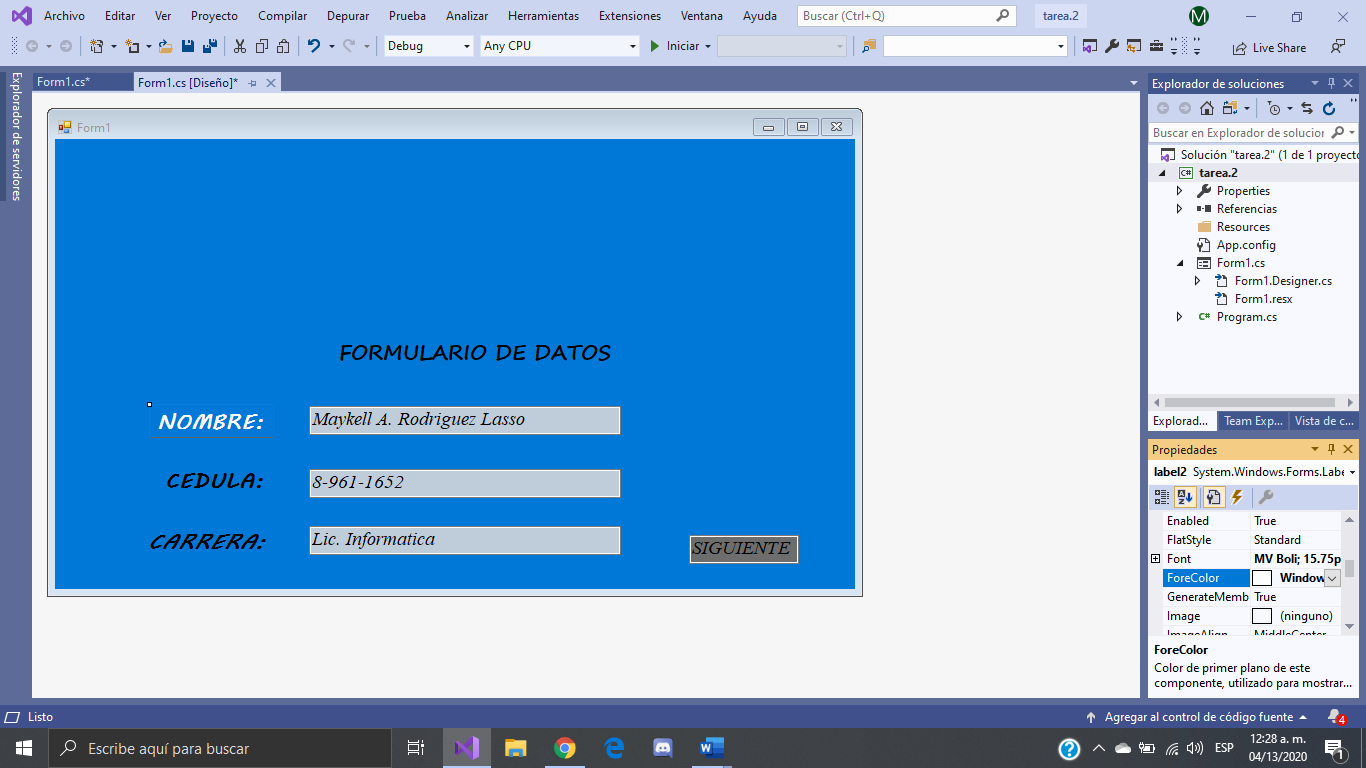 Archivo Editar Ver Proyecto Compilar Depurar Prueba Analizar Herramientas Extensiones Ventana Ayuda Buscar (Ctrl+Q) tarea.2 M
Debug Any CPU Iniciar Live Share
Explorador de servidores
Form1.cs* Form1.cs [Diseño]*
Form1
FORMULARIO DE DATOS
NOMBRE: Maykell A. Rodriguez Lasso
CEDULA: 8-961-1652
CARRERA: Lic. Informatica
SIGUIENTE
Explorador de soluciones
Buscar en Explorador de solucior
Solución "tarea.2" (1 de 1 proyecto
C# tarea.2
Properties
Referencias
Resources
App.config
Form1.cs
Form1.Designer.cs
Form1.resx
C# Program.cs
Explorad... Team Exp... Vista de c...
Propiedades
label2 System.Windows.Forms.Labe
Enabled True
FlatStyle Standard
Font MV Boli; 15.75p
ForeColor Window
GenerateMemb True
Image (ninguno)
ImageAlign MiddleCenter
ForeColor
Color de primer plano de este
componente, utilizado para mostrar...
Listo Agregar al control de código fuente 4
Escribe aquí para buscar
ESP
12:28 a. m.
04/13/2020
1